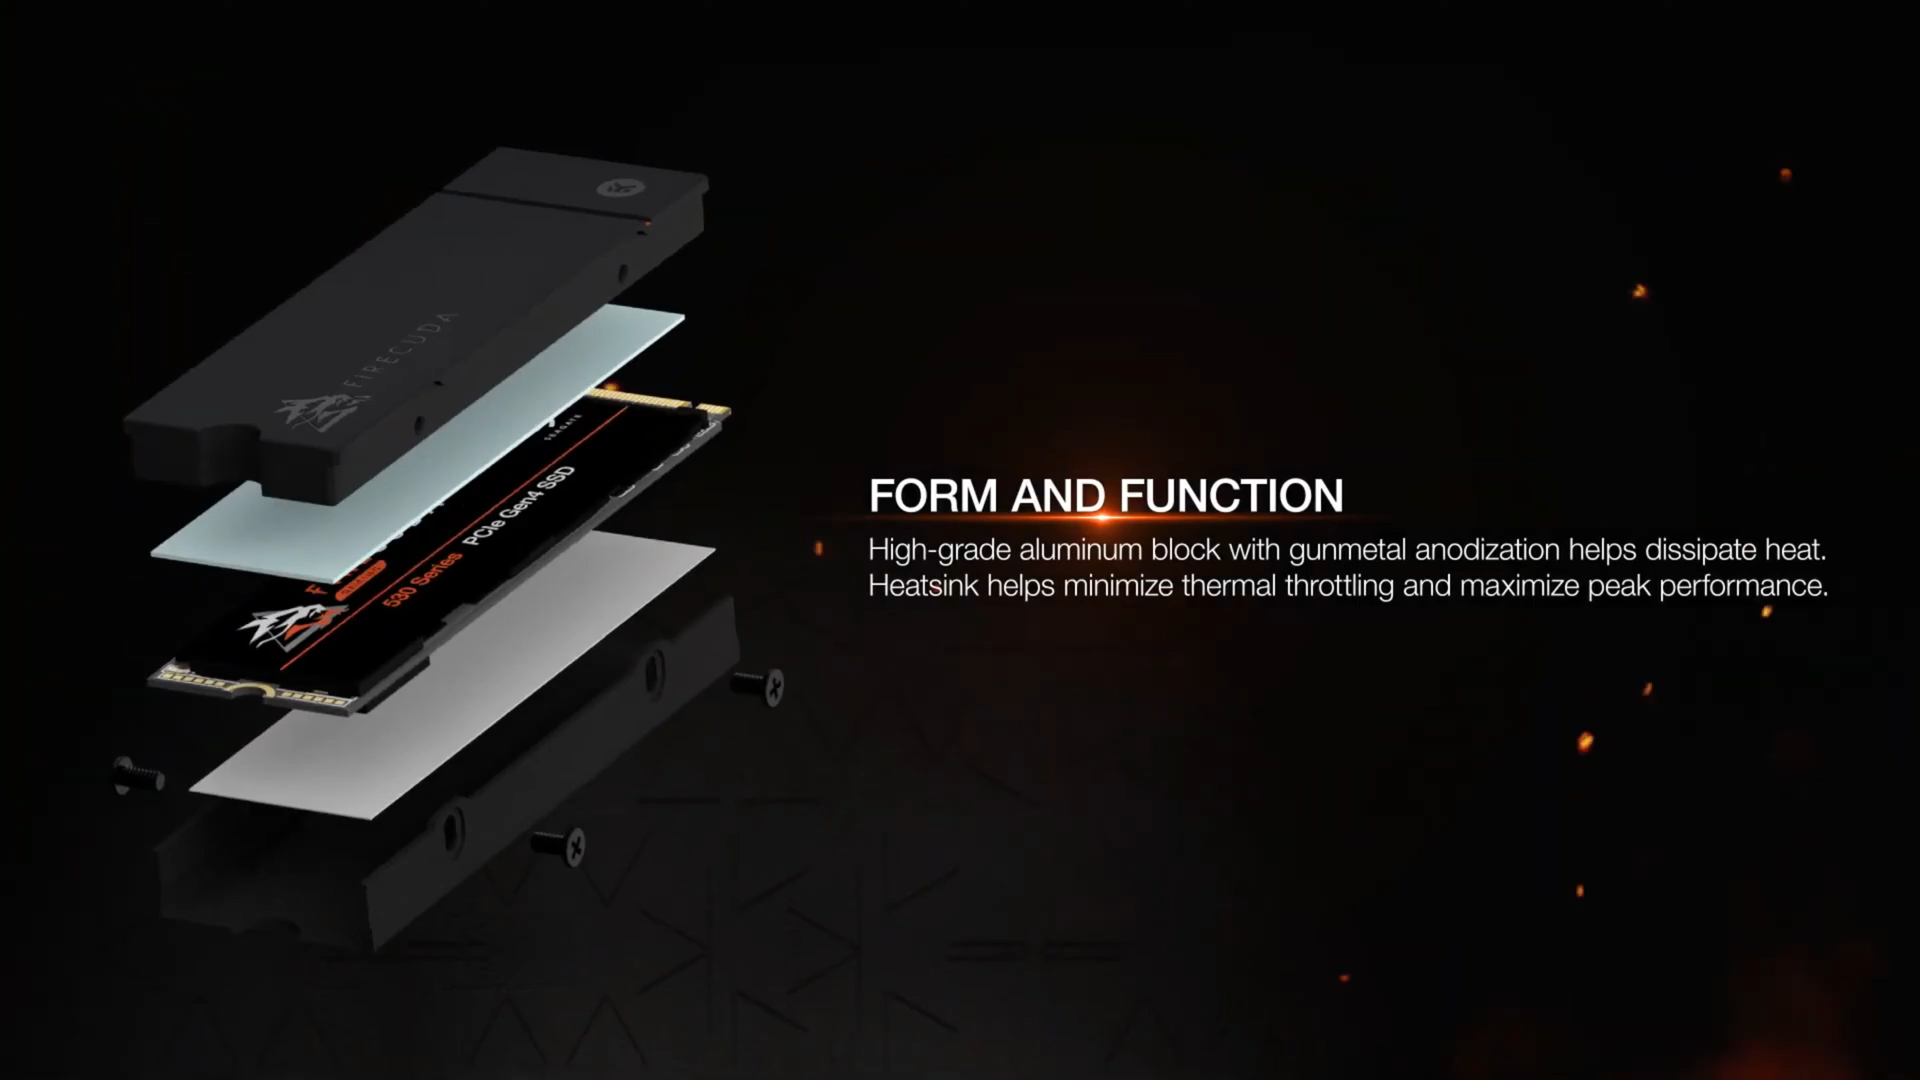 FIRECUDA
SEAGATE
530 Series PCIe Gen4 SSD
FORM AND FUNCTION
High-grade aluminum block with gunmetal anodization helps dissipate heat.
Heatsink helps minimize thermal throttling and maximize peak performance.